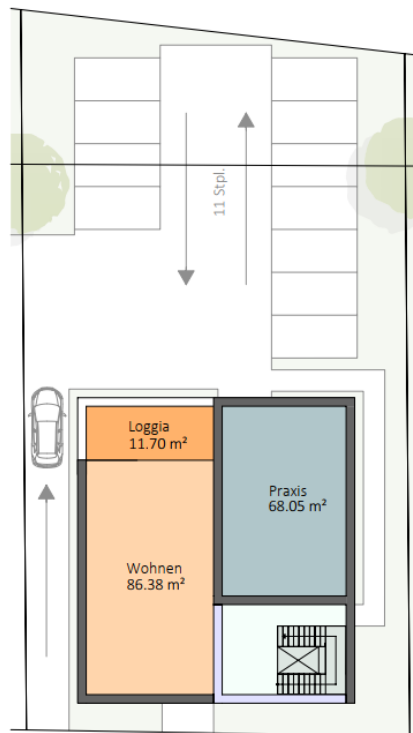 11 Stpl.
Loggia
11.70 m²
Praxis
68.05 m²
Wohnen
86.38 m²